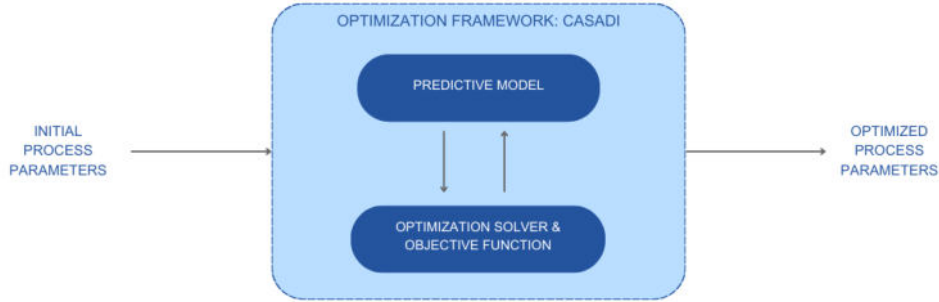 OPTIMIZATION FRAMEWORK: CASADI
PREDICTIVE MODEL
INITIAL
PROCESS
PARAMETERS
OPTIMIZED
PROCESS
PARAMETERS
OPTIMIZATION SOLVER &
OBJECTIVE FUNCTION